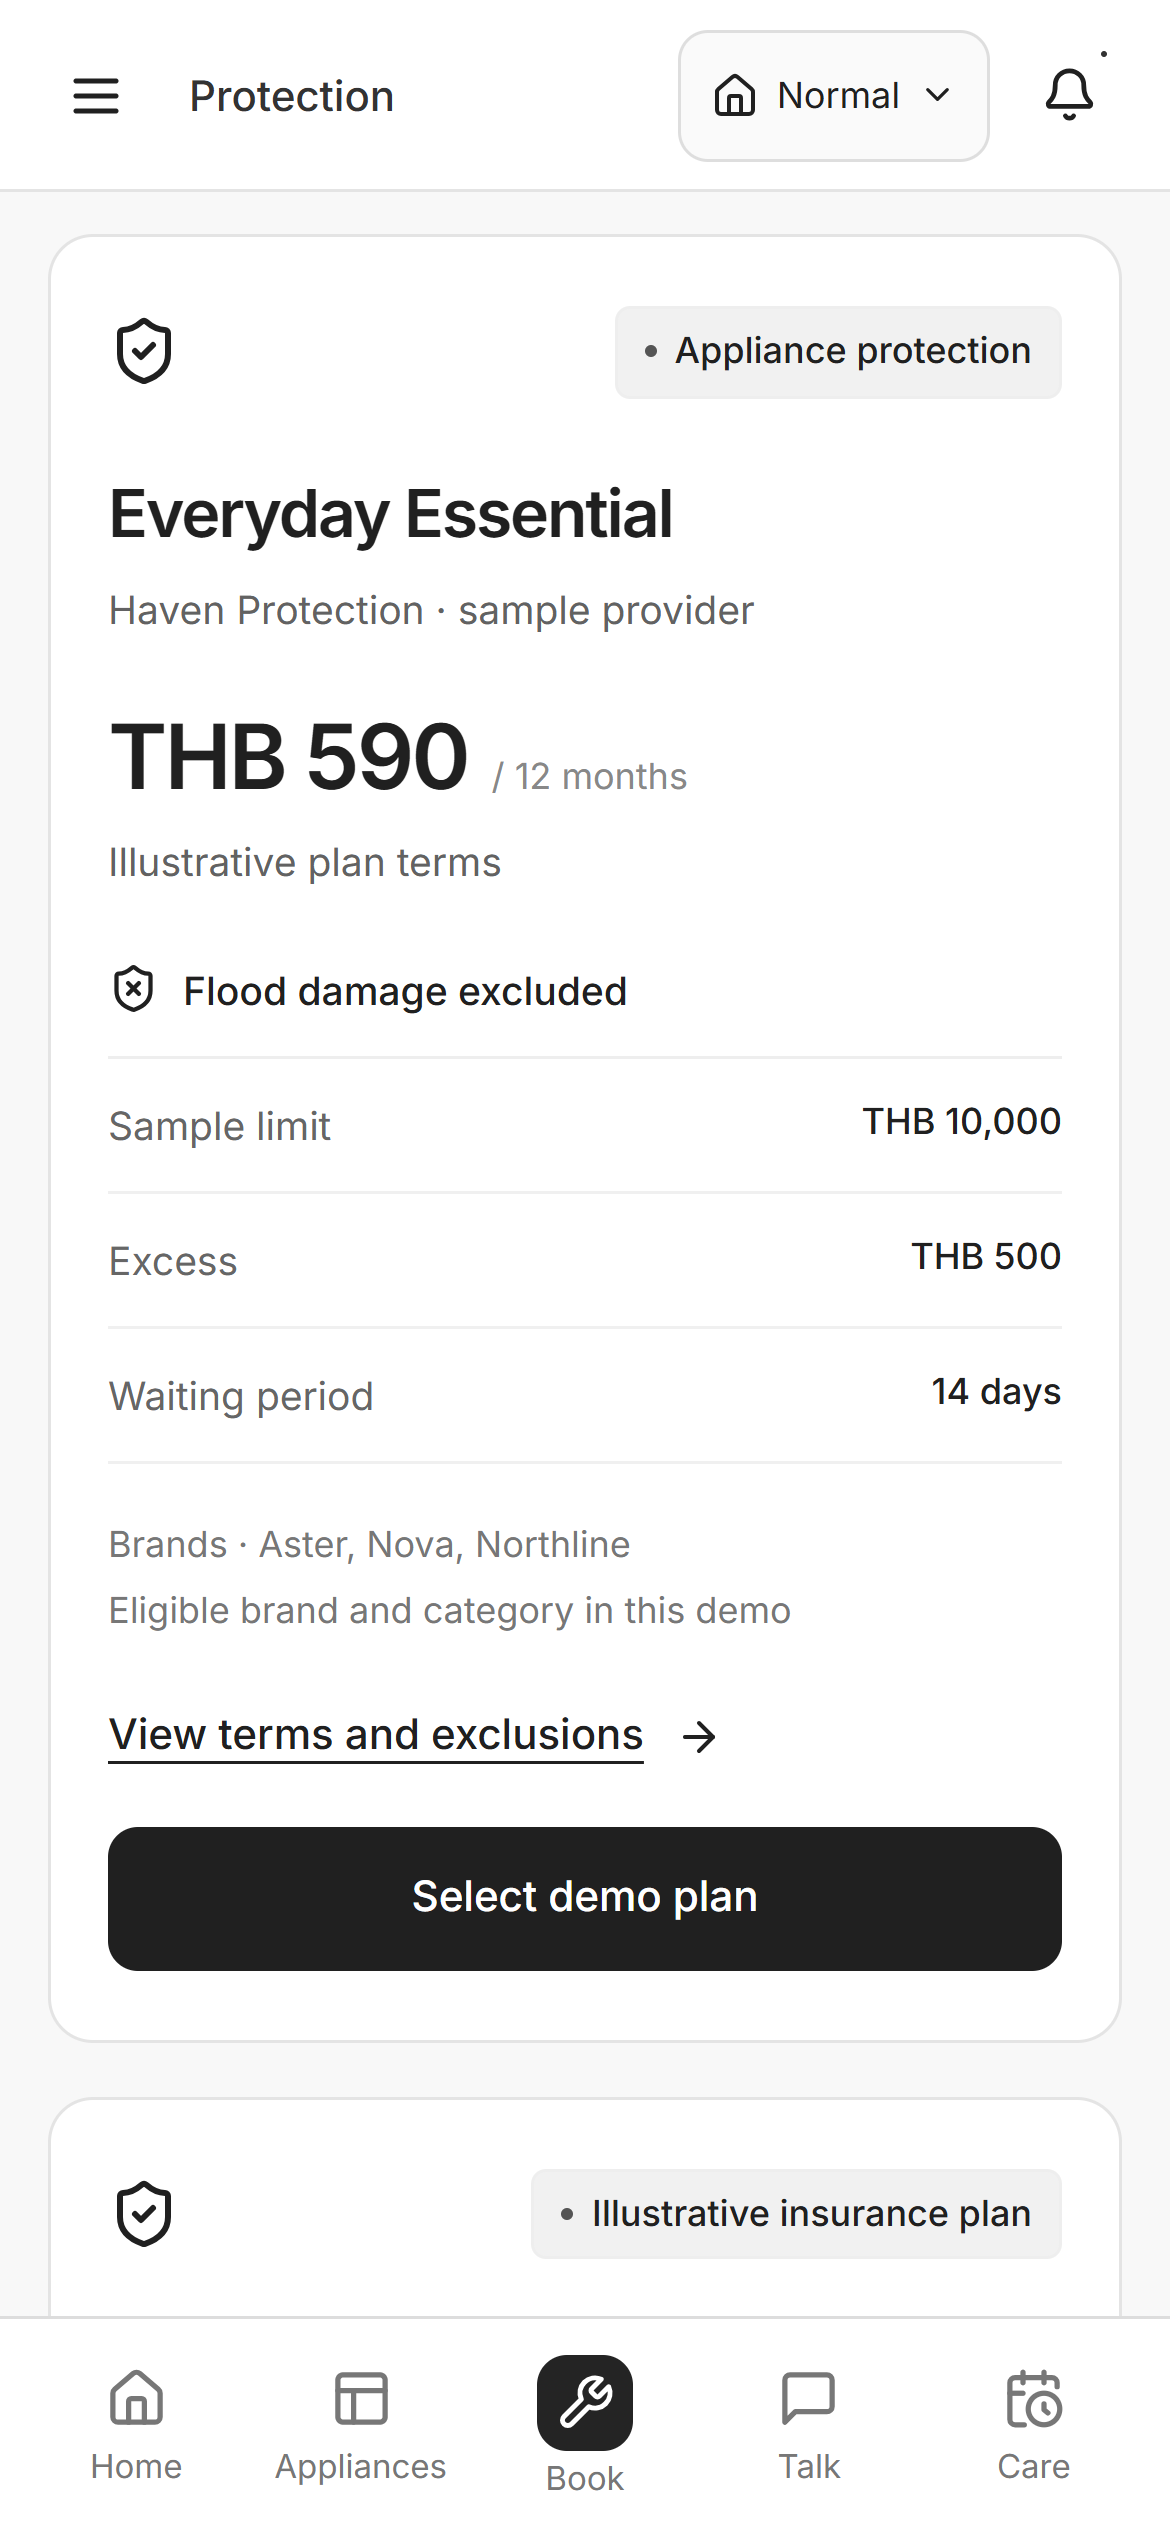 Protection
Normal
Appliance protection
Everyday Essential
Haven Protection · sample provider
THB 590 / 12 months
Illustrative plan terms
Flood damage excluded
Sample limit THB 10,000
Excess THB 500
Waiting period 14 days
Brands · Aster, Nova, Northline
Eligible brand and category in this demo
View terms and exclusions
Select demo plan
Illustrative insurance plan
Home Appliances Book Talk Care